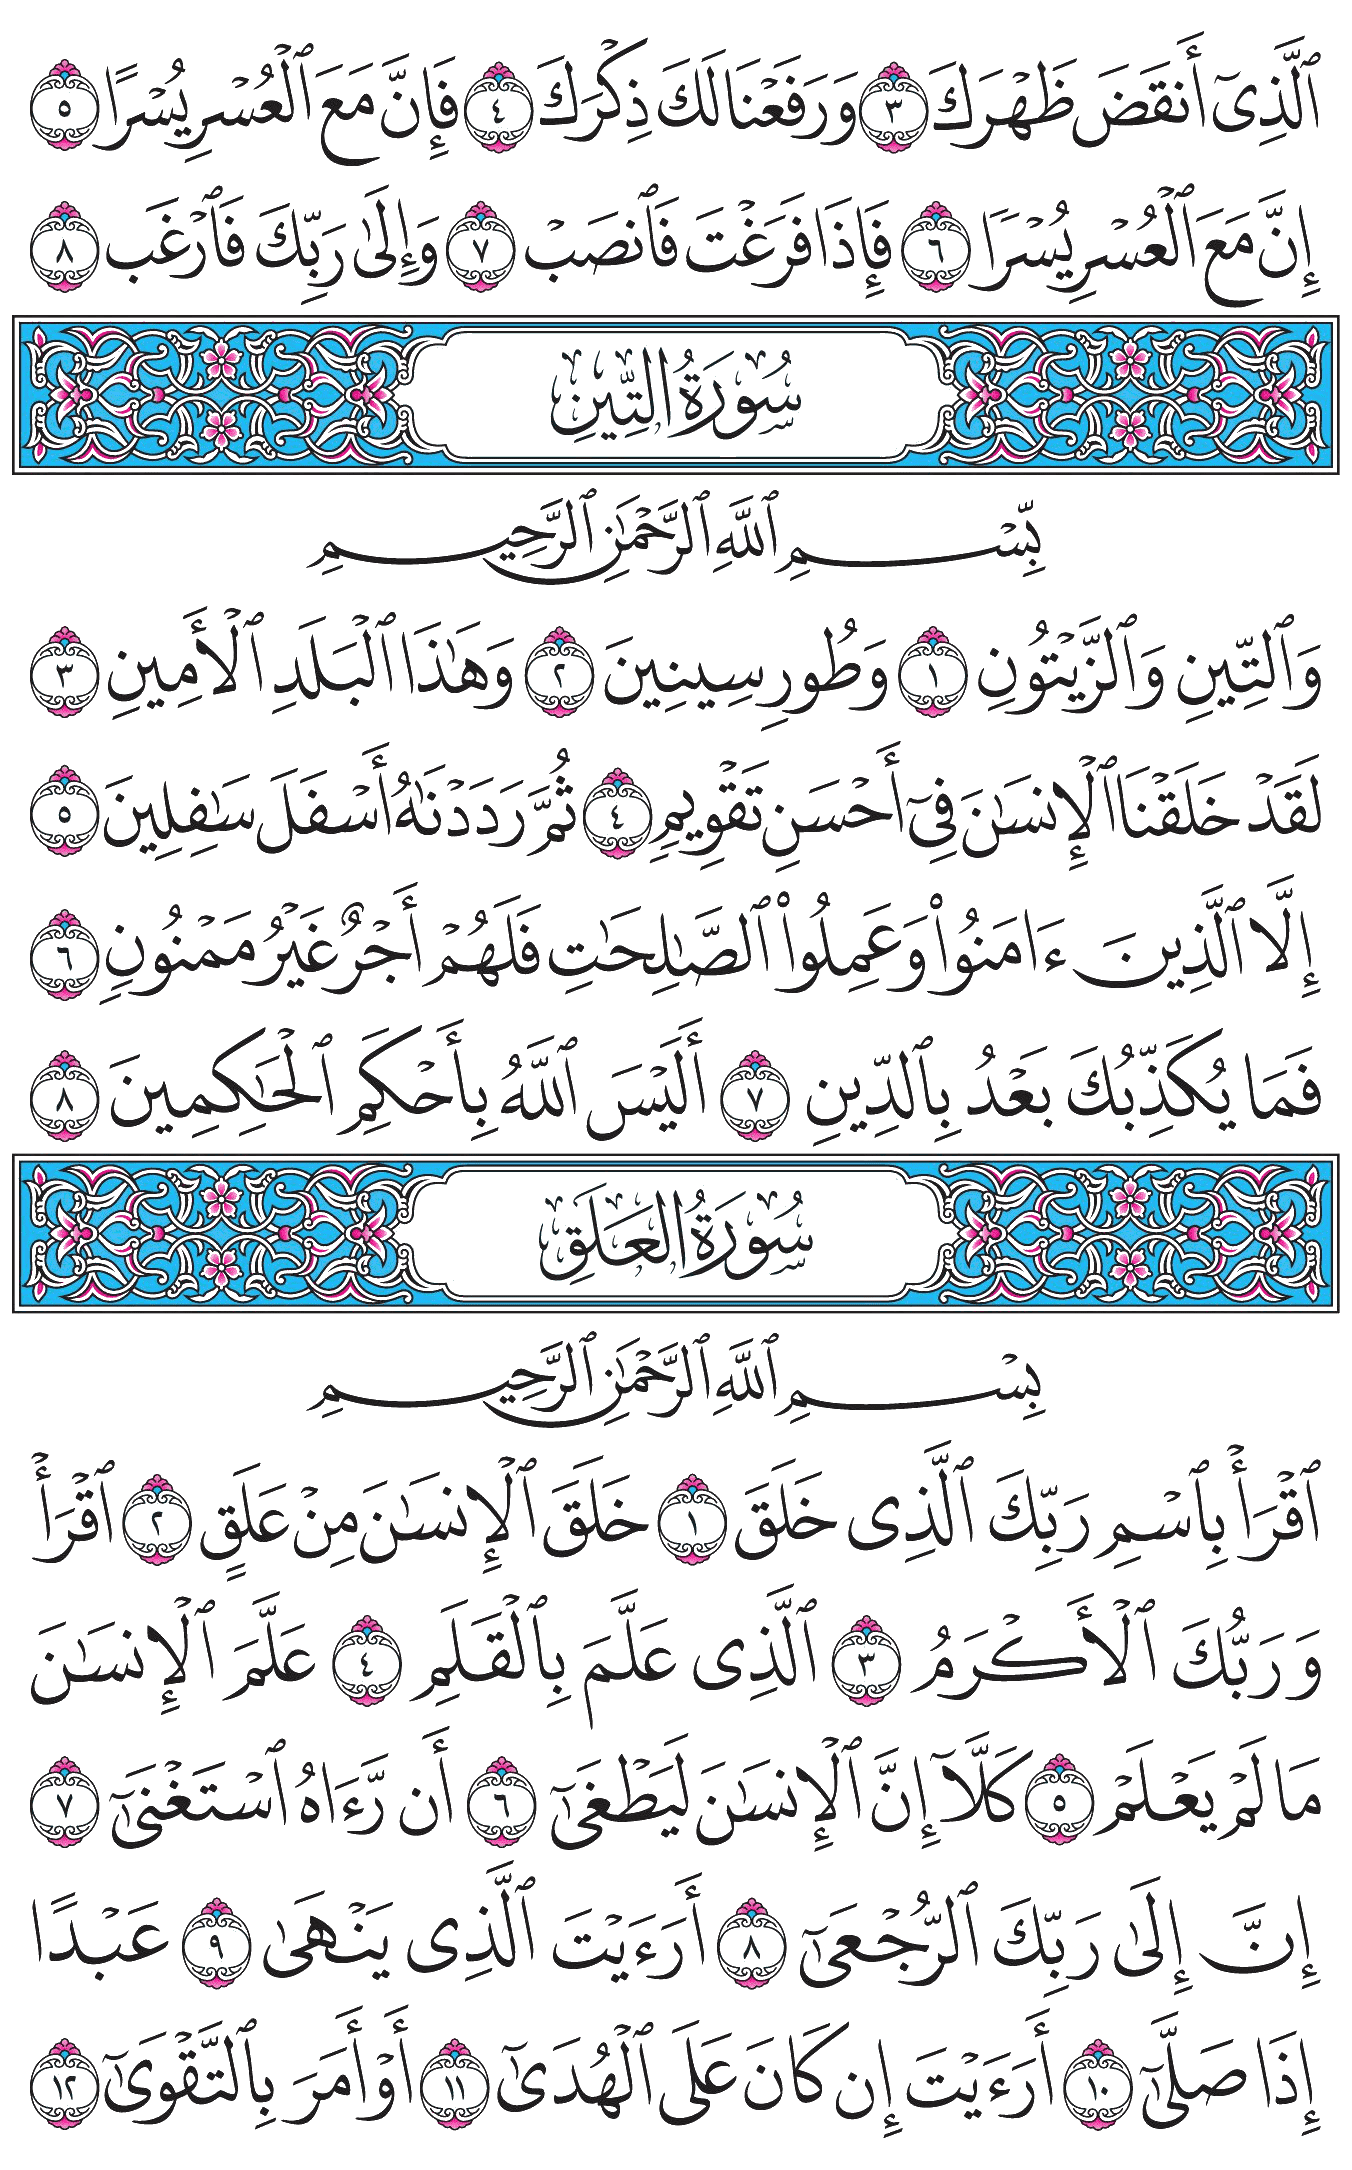 ٱلَّذِىٓ أَنقَضَ ظَهْرَكَ ٣ وَرَفَعْنَا لَكَ ذِكْرَكَ ٤ فَإِنَّ مَعَ ٱلْعُسْرِ يُسْرًا ٥
إِنَّ مَعَ ٱلْعُسْرِ يُسْرًا ٦ فَإِذَا فَرَغْتَ فَٱنصَبْ ٧ وَإِلَىٰ رَبِّكَ فَٱرْغَب ٨
سُورَةُ التِّينِ
بِّسْمِ ٱللَّهِ ٱلرَّحْمَٰنِ ٱلرَّحِيمِ
وَٱلتِّينِ وَٱلزَّيْتُونِ ١ وَطُورِ سِينِينَ ٢ وَهَٰذَا ٱلْبَلَدِ ٱلْأَمِينِ ٣
لَقَدْ خَلَقْنَا ٱلْإِنسَٰنَ فِىٓ أَحْسَنِ تَقْوِيمٍ ٤ ثُمَّ رَدَدْنَٰهُ أَسْفَلَ سَٰفِلِينَ ٥
إِلَّا ٱلَّذِينَ ءَامَنُوا۟ وَعَمِلُوا۟ ٱلصَّٰلِحَٰتِ فَلَهُمْ أَجْرٌ غَيْرُ مَمْنُونٍ ٦
فَمَا يُكَذِّبُكَ بَعْدُ بِٱلدِّينِ ٧ أَلَيْسَ ٱللَّهُ بِأَحْكَمِ ٱلْحَٰكِمِينَ ٨
سُورَةُ العَلَقِ
بِسْمِ ٱللَّهِ ٱلرَّحْمَٰنِ ٱلرَّحِيمِ
ٱقْرَأْ بِٱسْمِ رَبِّكَ ٱلَّذِى خَلَقَ ١ خَلَقَ ٱلْإِنسَٰنَ مِنْ عَلَقٍ ٢ ٱقْرَأْ
وَرَبُّكَ ٱلْأَكْرَمُ ٣ ٱلَّذِى عَلَّمَ بِٱلْقَلَمِ ٤ عَلَّمَ ٱلْإِنسَٰنَ
مَا لَمْ يَعْلَمْ ٥ كَلَّآ إِنَّ ٱلْإِنسَٰنَ لَيَطْغَىٰٓ ٦ أَن رَّءَاهُ ٱسْتَغْنَىٰٓ ٧
إِنَّ إِلَىٰ رَبِّكَ ٱلرُّجْعَىٰٓ ٨ أَرَءَيْتَ ٱلَّذِى يَنْهَىٰ ٩ عَبْدًا
إِذَا صَلَّىٰٓ ١٠ أَرَءَيْتَ إِن كَانَ عَلَى ٱلْهُدَىٰٓ ١١ أَوْ أَمَرَ بِٱلتَّقْوَىٰٓ ١٢